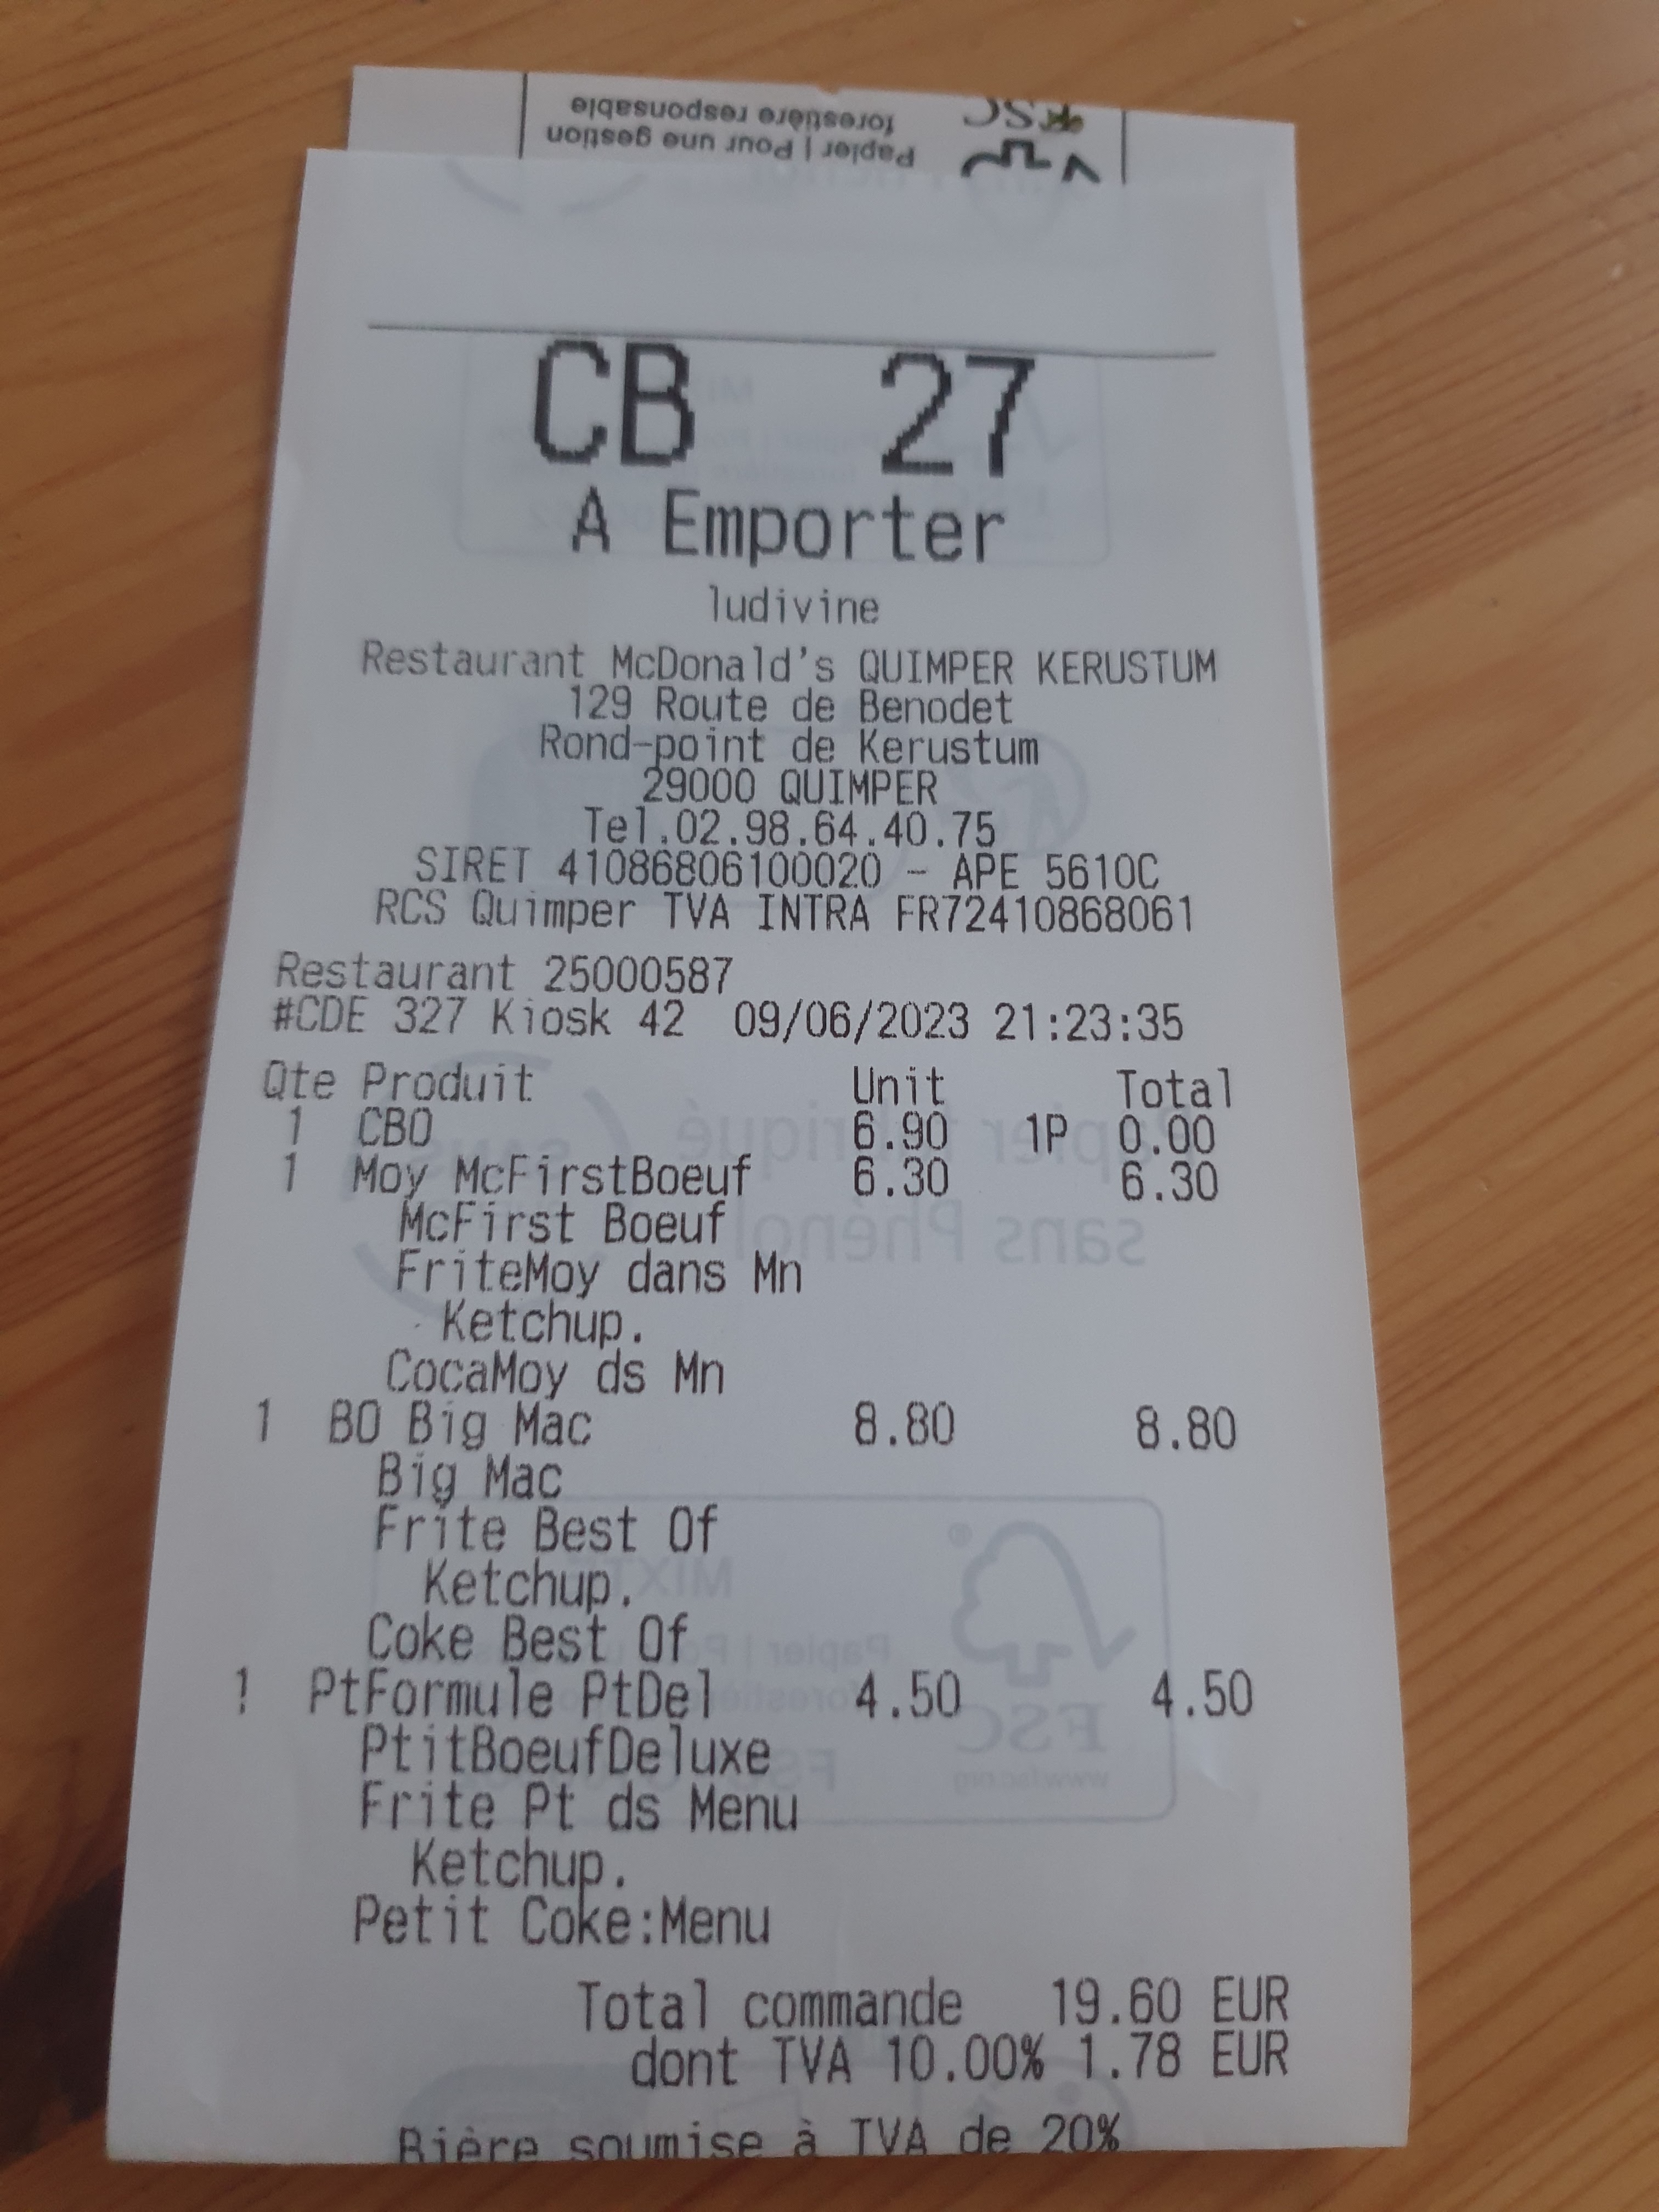 Papier | Pour une gestion
forestière responsable
FSC
CB 27
A Emporter
ludivine
Restaurant McDonald's QUIMPER KERUSTUM
129 Route de Benodet
Rond-point de Kerustum
29000 QUIMPER
Tel.02.98.64.40.75
SIRET 41086806100020 - APE 5610C
RCS Quimper TVA INTRA FR72410868061
Restaurant 25000587
#CDE 327 Kiosk 42 09/06/2023 21:23:35
Qte Produit Unit Total
1 CBO 6.90 1P 0.00
1 Moy McFirstBoeuf 6.30 6.30
McFirst Boeuf
FriteMoy dans Mn
Ketchup.
CocaMoy ds Mn
1 BO Big Mac 8.80 8.80
Big Mac
Frite Best Of
Ketchup.
Coke Best Of
1 PtFormule PtDel 4.50 4.50
PtitBoeufDeluxe
Frite Pt ds Menu
Ketchup.
Petit Coke:Menu
Total commande 19.60 EUR
dont TVA 10.00% 1.78 EUR
Bière soumise à TVA de 20%